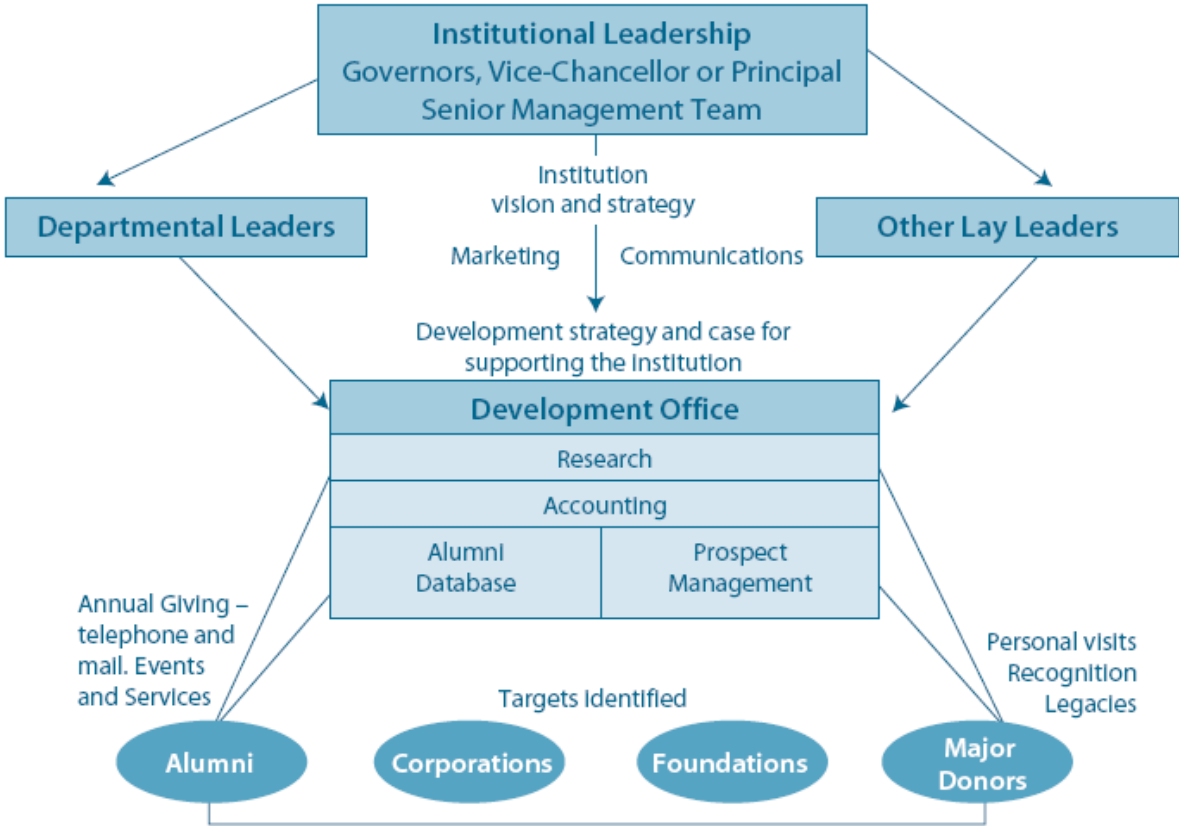 Institutional Leadership
Governors, Vice-Chancellor or Principal
Senior Management Team
Institution
vision and strategy
Departmental Leaders
Other Lay Leaders
Marketing
Communications
Development strategy and case for
supporting the institution
Development Office
Research
Accounting
Alumni
Database
Prospect
Management
Annual Giving –
telephone and
mail. Events
and Services
Personal visits
Recognition
Legacies
Targets identified
Alumni
Corporations
Foundations
Major
Donors